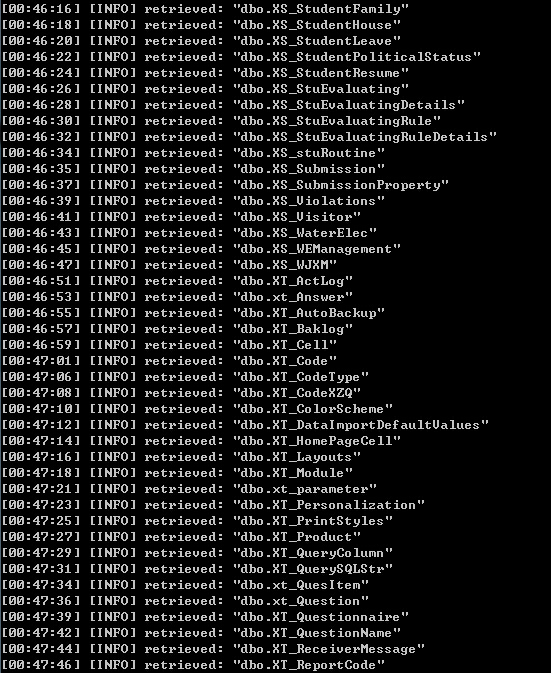 [00:46:16] [INFO] retrieved: "dbo.XS_StudentFamily"
[00:46:18] [INFO] retrieved: "dbo.XS_StudentHouse"
[00:46:20] [INFO] retrieved: "dbo.XS_StudentLeave"
[00:46:22] [INFO] retrieved: "dbo.XS_StudentPoliticalStatus"
[00:46:24] [INFO] retrieved: "dbo.XS_StudentResume"
[00:46:26] [INFO] retrieved: "dbo.XS_StuEvaluating"
[00:46:28] [INFO] retrieved: "dbo.XS_StuEvaluatingDetails"
[00:46:30] [INFO] retrieved: "dbo.XS_StuEvaluatingRule"
[00:46:32] [INFO] retrieved: "dbo.XS_StuEvaluatingRuleDetails"
[00:46:34] [INFO] retrieved: "dbo.XS_stuRoutine"
[00:46:35] [INFO] retrieved: "dbo.XS_Submission"
[00:46:37] [INFO] retrieved: "dbo.XS_SubmissionProperty"
[00:46:39] [INFO] retrieved: "dbo.XS_Violations"
[00:46:41] [INFO] retrieved: "dbo.XS_Visitor"
[00:46:43] [INFO] retrieved: "dbo.XS_WaterElec"
[00:46:45] [INFO] retrieved: "dbo.XS_WEManagement"
[00:46:47] [INFO] retrieved: "dbo.XS_WJXM"
[00:46:51] [INFO] retrieved: "dbo.XT_ActLog"
[00:46:53] [INFO] retrieved: "dbo.xt_Answer"
[00:46:55] [INFO] retrieved: "dbo.XT_AutoBackup"
[00:46:57] [INFO] retrieved: "dbo.XT_Baklog"
[00:46:59] [INFO] retrieved: "dbo.XT_Cell"
[00:47:01] [INFO] retrieved: "dbo.XT_Code"
[00:47:06] [INFO] retrieved: "dbo.XT_CodeType"
[00:47:08] [INFO] retrieved: "dbo.XT_CodeXZQ"
[00:47:10] [INFO] retrieved: "dbo.XT_ColorScheme"
[00:47:12] [INFO] retrieved: "dbo.XT_DataImportDefaultValues"
[00:47:14] [INFO] retrieved: "dbo.XT_HomePageCell"
[00:47:16] [INFO] retrieved: "dbo.XT_Layouts"
[00:47:18] [INFO] retrieved: "dbo.XT_Module"
[00:47:21] [INFO] retrieved: "dbo.xt_parameter"
[00:47:23] [INFO] retrieved: "dbo.XT_Personalization"
[00:47:25] [INFO] retrieved: "dbo.XT_PrintStyles"
[00:47:27] [INFO] retrieved: "dbo.XT_Product"
[00:47:29] [INFO] retrieved: "dbo.XT_QueryColumn"
[00:47:31] [INFO] retrieved: "dbo.XT_QuerySQLStr"
[00:47:34] [INFO] retrieved: "dbo.xt_QuesItem"
[00:47:36] [INFO] retrieved: "dbo.xt_Question"
[00:47:39] [INFO] retrieved: "dbo.XT_Questionnaire"
[00:47:42] [INFO] retrieved: "dbo.XT_QuestionName"
[00:47:44] [INFO] retrieved: "dbo.XT_ReceiverMessage"
[00:47:46] [INFO] retrieved: "dbo.XT_ReportCode"